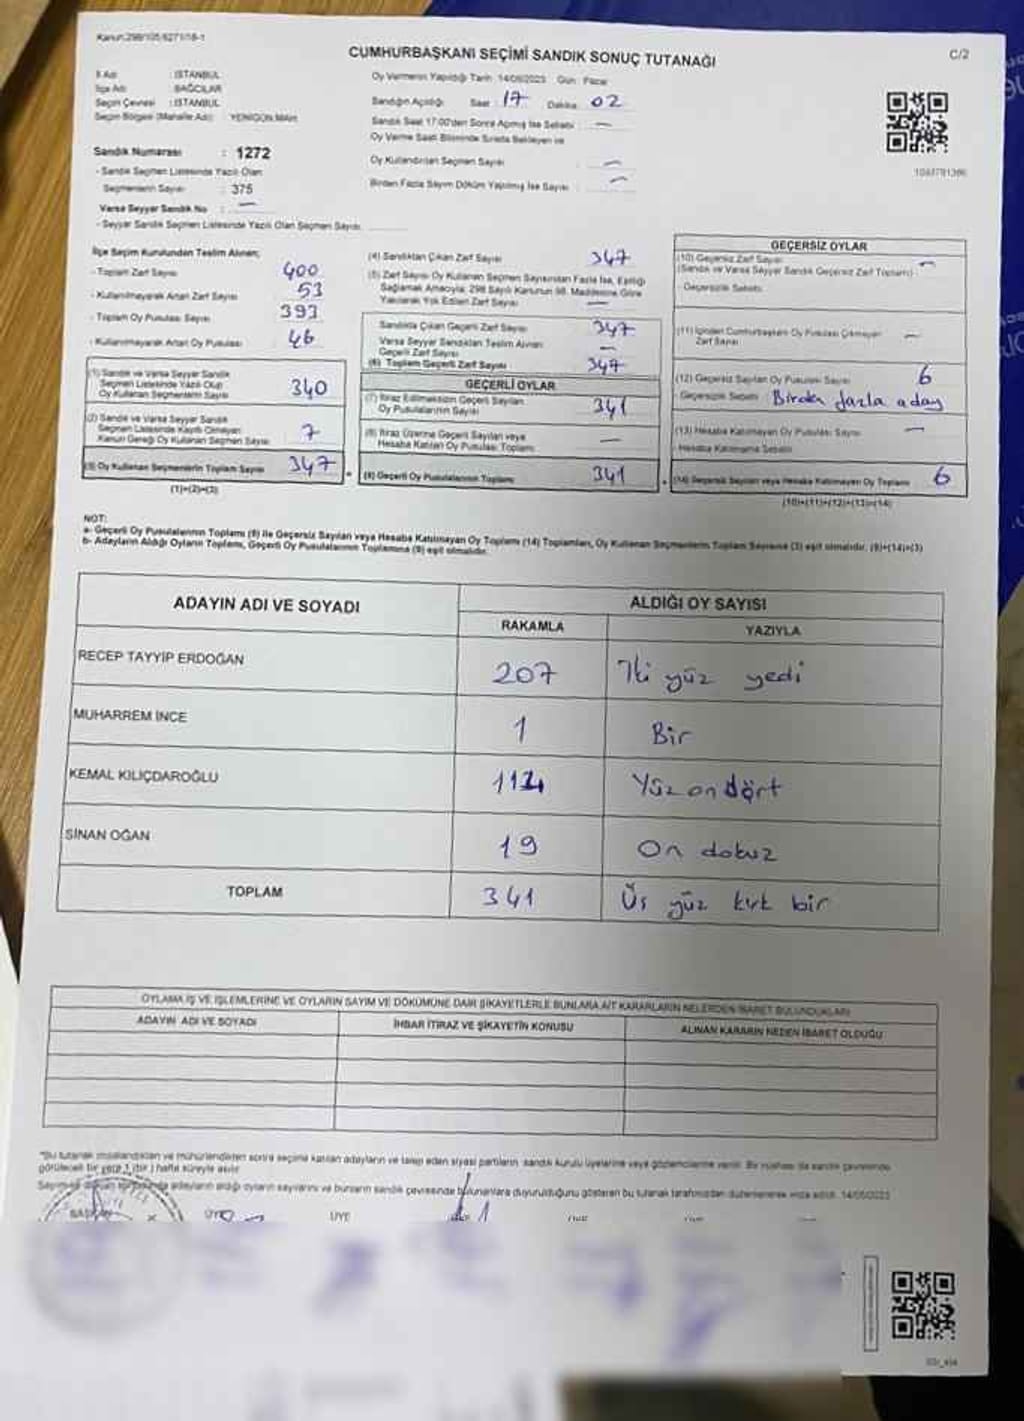 Kanun:298/105,6271/18-1
C/2
CUMHURBAŞKANI SEÇİMİ SANDIK SONUÇ TUTANAĞI
İl Adı : İSTANBUL
İlçe Adı : BAĞCILAR
Seçim Çevresi : İSTANBUL
Seçim Bölgesi (Mahalle Adı) : YENİGÜN MAH.
Oy Vermenin Yapıldığı Tarih: 14/05/2023 Gün: Pazar
Sandığın Açıldığı Saat: 17 Dakika: 02
Sandık Saat 17:00'den Sonra Açılmış İse Sebebi : —
Oy Verme Saati Bitiminde Sırada Bekleyen ve
Oy Kullandırılan Seçmen Sayısı : —
Birden Fazla Sayım Döküm Yapılmış İse Sayısı : —
Sandık Numarası : 1272
- Sandık Seçmen Listesinde Yazılı Olan
Seçmenlerin Sayısı : 375
Varsa Seyyar Sandık No : —
- Seyyar Sandık Seçmen Listesinde Yazılı Olan Seçmen Sayısı
İlçe Seçim Kurulundan Teslim Alınan;
- Toplam Zarf Sayısı 400
- Kullanılmayarak Artan Zarf Sayısı 53
- Toplam Oy Pusulası Sayısı 393
- Kullanılmayarak Artan Oy Pusulası 46
(1) Sandık ve Varsa Seyyar Sandık
Seçmen Listesinde Yazılı Olup
Oy Kullanan Seçmenlerin Sayısı 340
(2) Sandık ve Varsa Seyyar Sandık
Seçmen Listesinde Kayıtlı Olmayan
Kanun Gereği Oy Kullanan Seçmen Sayısı 7
(3) Oy Kullanan Seçmenlerin Toplam Sayısı 347
(1)+(2)=(3)
(4) Sandıktan Çıkan Zarf Sayısı 347
(5) Zarf Sayısı Oy Kullanan Seçmen Sayısından Fazla İse, Eşitliği
Sağlamak Amacıyla; 298 Sayılı Kanunun 98. Maddesine Göre
Yakılarak Yok Edilen Zarf Sayısı —
Sandıkta Çıkan Geçerli Zarf Sayısı 347
Varsa Seyyar Sandıktan Teslim Alınan
Geçerli Zarf Sayısı —
(6) Toplam Geçerli Zarf Sayısı 347
GEÇERLİ OYLAR
(7) İtiraz Edilmeksizin Geçerli Sayılan
Oy Pusulalarının Sayısı 341
(8) İtiraz Üzerine Geçerli Sayılan veya
Hesaba Katılan Oy Pusulası Toplamı —
(9) Geçerli Oy Pusulalarının Toplamı 341
GEÇERSİZ OYLAR
(10) Geçersiz Zarf Sayısı —
(Sandık ve Varsa Seyyar Sandık Geçersiz Zarf Toplamı)
- Geçersizlik Sebebi:
(11) İçinden Cumhurbaşkanı Oy Pusulası Çıkmayan
Zarf Sayısı —
(12) Geçersiz Sayılan Oy Pusulası Sayısı 6
- Geçersizlik Sebebi: Birden fazla aday
(13) Hesaba Katılmayan Oy Pusulası Sayısı —
- Hesaba Katılmama Sebebi:
(14) Geçersiz Sayılan veya Hesaba Katılmayan Oy Toplamı 6
(10)+(11)+(12)+(13)=(14)
NOT:
a- Geçerli Oy Pusulalarının Toplamı (9) ile Geçersiz Sayılan veya Hesaba Katılmayan Oy Toplamı (14) Toplamları, Oy Kullanan Seçmenlerin Toplam Sayısına (3) eşit olmalıdır. (9)+(14)=(3)
b- Adayların Aldığı Oyların Toplamı, Geçerli Oy Pusulalarının Toplamına (9) eşit olmalıdır.
ADAYIN ADI VE SOYADI
ALDIĞI OY SAYISI
RAKAMLA YAZIYLA
RECEP TAYYİP ERDOĞAN 207 İki yüz yedi
MUHARREM İNCE 1 Bir
KEMAL KILIÇDAROĞLU 114 Yüz on dört
SİNAN OĞAN 19 On dokuz
TOPLAM 341 Üç yüz kırk bir
OYLAMA İŞ VE İŞLEMLERİNE VE OYLARIN SAYIM VE DÖKÜMÜNE DAİR ŞİKAYETLERLE BUNLARA AİT KARARLARIN NELERDEN İBARET BULUNDUKLARI
ADAYIN ADI VE SOYADI
İHBAR İTİRAZ VE ŞİKAYETİN KONUSU
ALINAN KARARIN NEDEN İBARET OLDUĞU
*Bu tutanak imzalandıktan ve mühürlendikten sonra seçime katılan adayların ve talep eden siyasi partilerin sandık kurulu üyelerine veya gözlemcilerine verilir. Bir nüshası da sandık çevresinde
görülecek bir yere 1 (bir) hafta süreyle asılır.
adayların aldığı oyların sayılarını ve bunların sandık çevresinde bulunanlara duyurulduğunu gösteren bu tutanak tarafımızdan düzenlenerek imza edildi. 14/05/2023
BAŞKAN ÜYE ÜYE